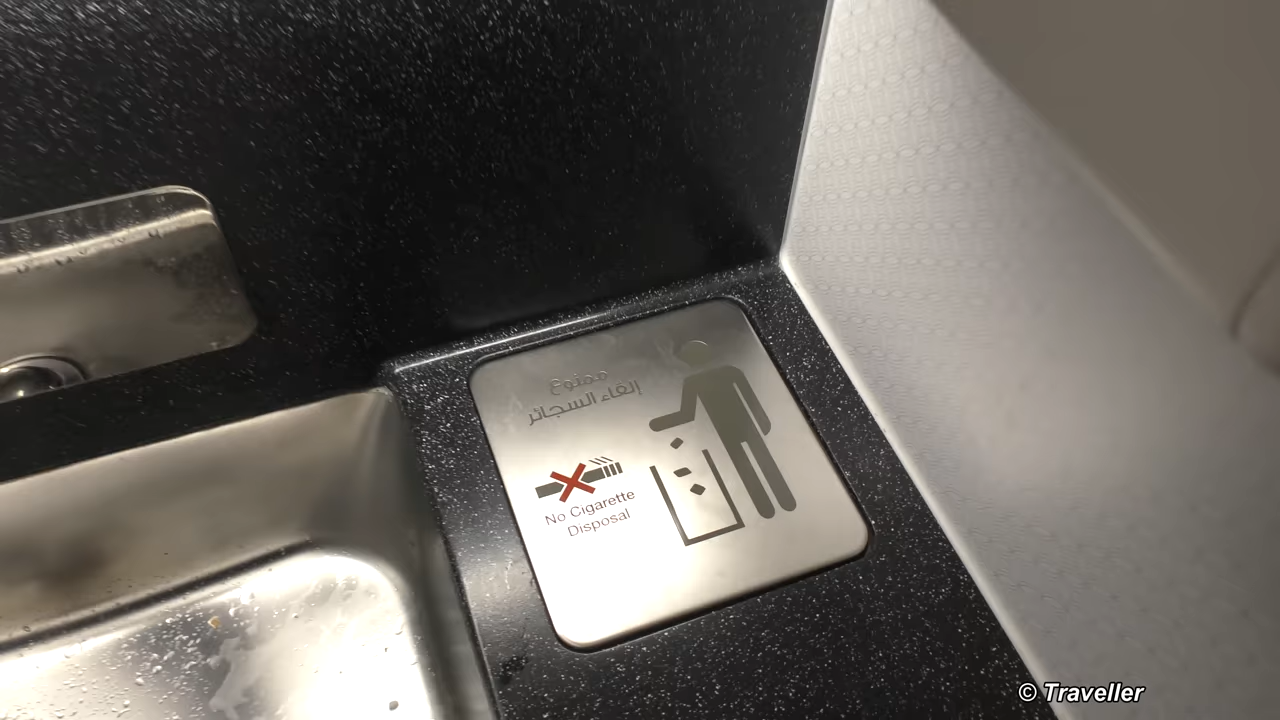 ممنوع
إلقاء السجائر
No Cigarette
Disposal
© Traveller